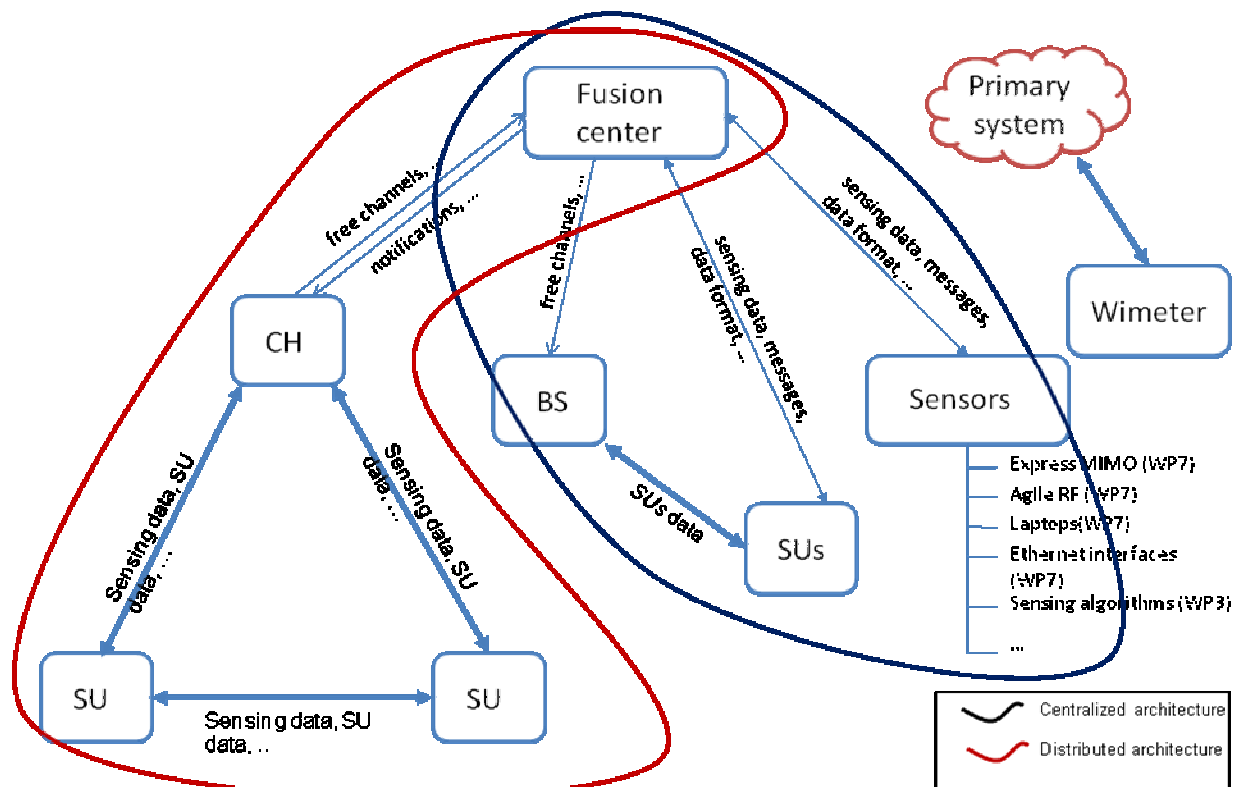 Fusion
center
Primary
system
free channels, ...
notifications, ...
free channels, ...
sensing data, messages,
data format, ...
sensing data, messages,
data format, ...
Wimeter
CH
BS
Sensors
Sensing data, SU
data, ...
Sensing data, SU
data, ...
SUs data
SUs
Express MIMO (WP7)
Agile RF (WP7)
Laptops(WP7)
Ethernet interfaces
(WP7)
Sensing algorithms (WP3)
...
SU
SU
Sensing data, SU
data, ..
Centralized architecture
Distributed architecture